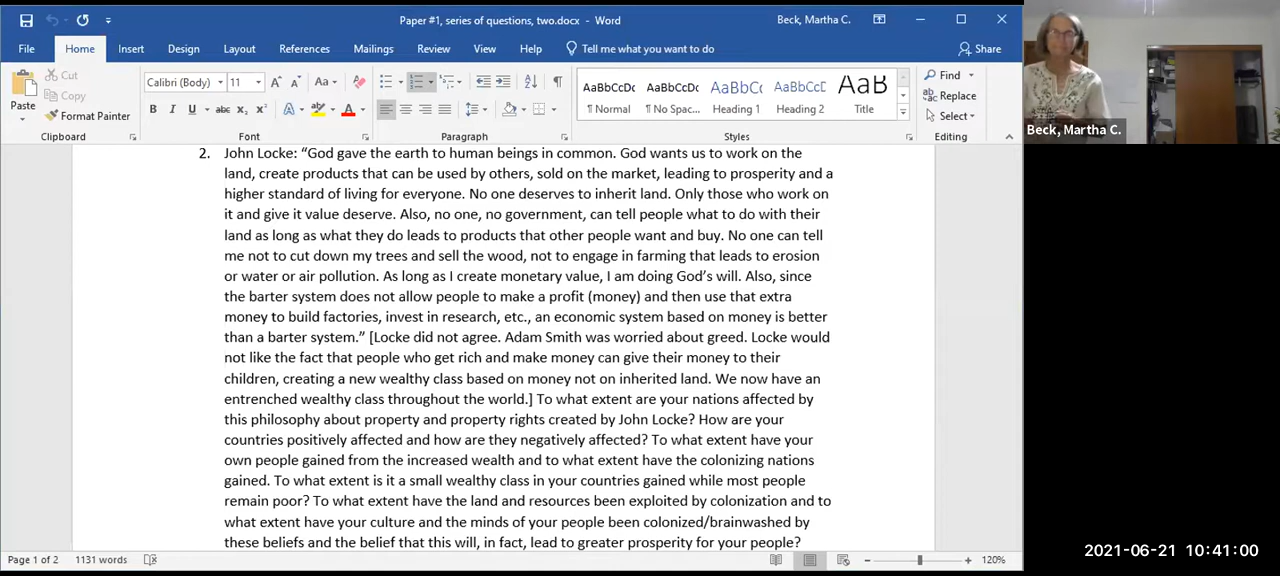 Paper #1, series of questions, two.docx - Word
Beck, Martha C.
File Home Insert Design Layout References Mailings Review View Help Tell me what you want to do Share
Paste
Cut
Copy
Format Painter
Clipboard
Calibri (Body) 11
Font
Paragraph
AaBbCcDc AaBbCcDc AaBbCc AaBbCcD AaB
¶ Normal ¶ No Spac... Heading 1 Heading 2 Title
Styles
Find
Replace
Select
Editing
Beck, Martha C.
2. John Locke: “God gave the earth to human beings in common. God wants us to work on the
land, create products that can be used by others, sold on the market, leading to prosperity and a
higher standard of living for everyone. No one deserves to inherit land. Only those who work on
it and give it value deserve. Also, no one, no government, can tell people what to do with their
land as long as what they do leads to products that other people want and buy. No one can tell
me not to cut down my trees and sell the wood, not to engage in farming that leads to erosion
or water or air pollution. As long as I create monetary value, I am doing God’s will. Also, since
the barter system does not allow people to make a profit (money) and then use that extra
money to build factories, invest in research, etc., an economic system based on money is better
than a barter system.” [Locke did not agree. Adam Smith was worried about greed. Locke would
not like the fact that people who get rich and make money can give their money to their
children, creating a new wealthy class based on money not on inherited land. We now have an
entrenched wealthy class throughout the world.] To what extent are your nations affected by
this philosophy about property and property rights created by John Locke? How are your
countries positively affected and how are they negatively affected? To what extent have your
own people gained from the increased wealth and to what extent have the colonizing nations
gained. To what extent is it a small wealthy class in your countries gained while most people
remain poor? To what extent have the land and resources been exploited by colonization and to
what extent have your culture and the minds of your people been colonized/brainwashed by
these beliefs and the belief that this will, in fact, lead to greater prosperity for your people?
Page 1 of 2 1131 words 120%
2021-06-21 10:41:00